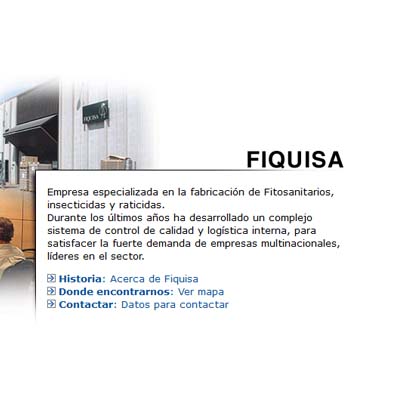 FIQUISA
FIQUISA
Empresa especializada en la fabricación de Fitosanitarios,
insecticidas y raticidas.
Durante los últimos años ha desarrollado un complejo
sistema de control de calidad y logística interna, para
satisfacer la fuerte demanda de empresas multinacionales,
líderes en el sector.
Historia: Acerca de Fiquisa
Donde encontrarnos: Ver mapa
Contactar: Datos para contactar